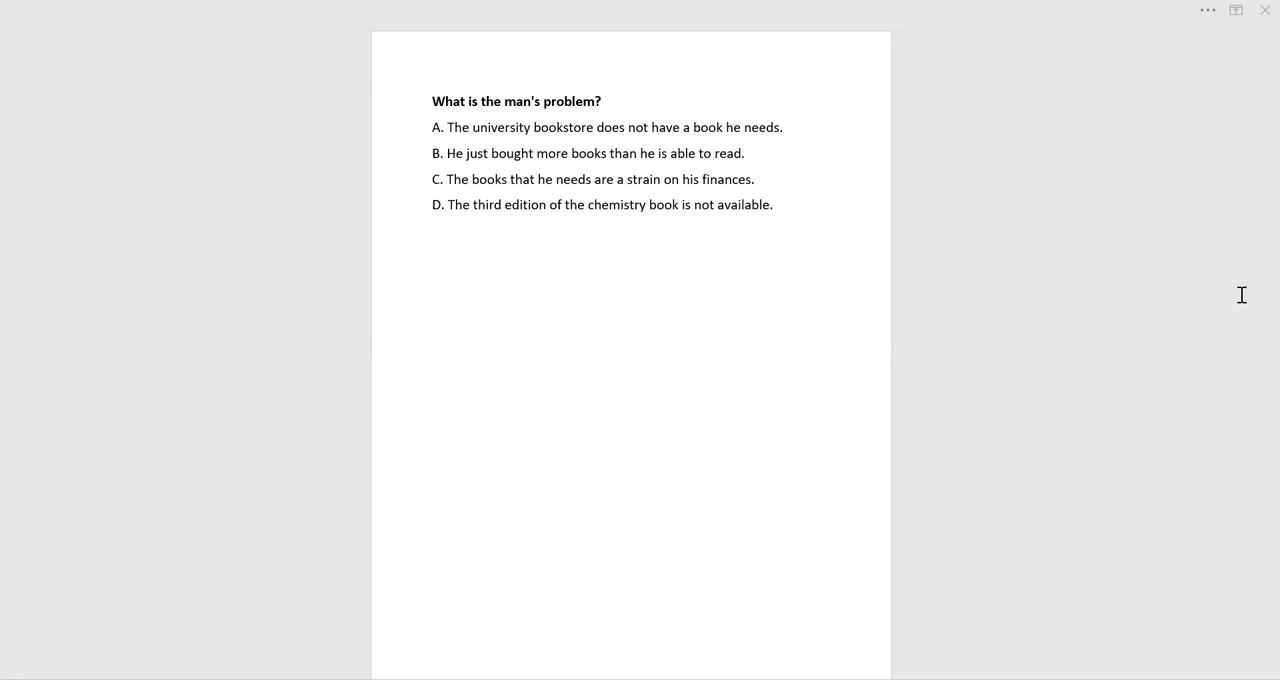 What is the man's problem?
A. The university bookstore does not have a book he needs.
B. He just bought more books than he is able to read.
C. The books that he needs are a strain on his finances.
D. The third edition of the chemistry book is not available.